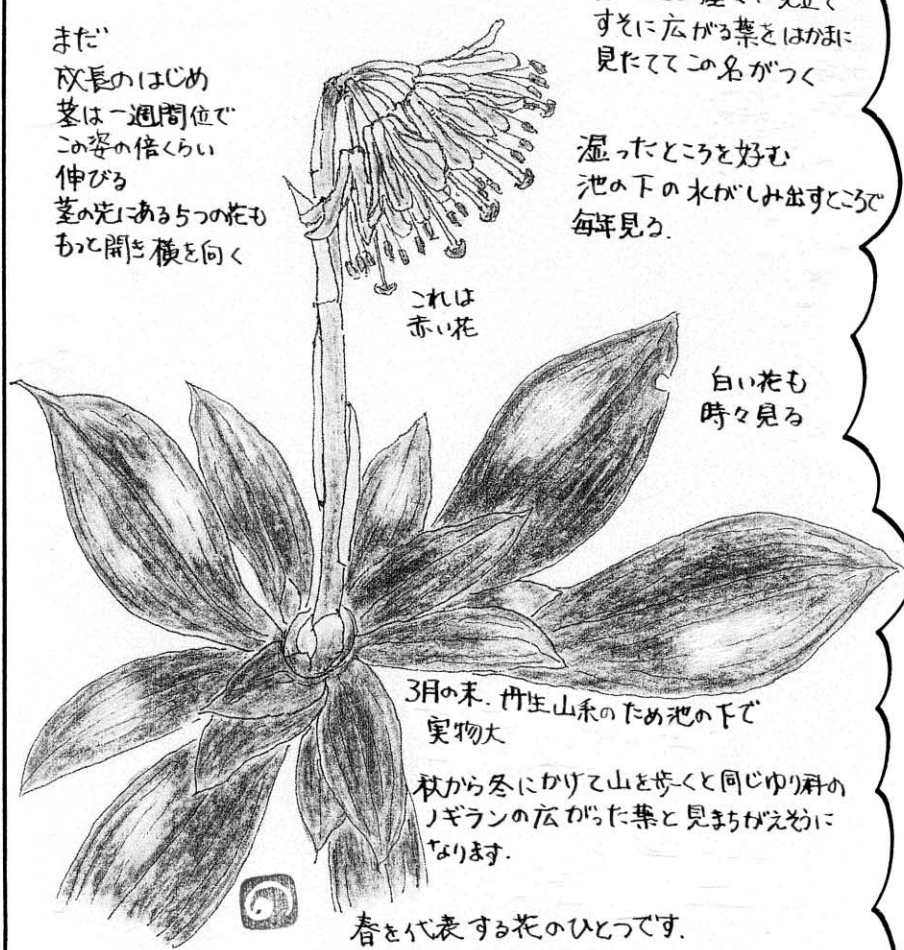 まだ
成長のはじめ
茎は一週間位で
この姿の倍くらい
伸びる
茎の先にある5つの花も
もっと開き横を向く
すそに広がる葉をはかまに
見たててこの名がつく
湿ったところを好む
池の下の水がしみ出すところで
毎年見る.
これは
赤い花
白い花も
時々見る
3月の末. 丹生山系のため池の下で
実物大
秋から冬にかけて山を歩くと同じゆり科の
ノギランの広がった葉と見まちがえそうに
なります.
春を代表する花のひとつです.